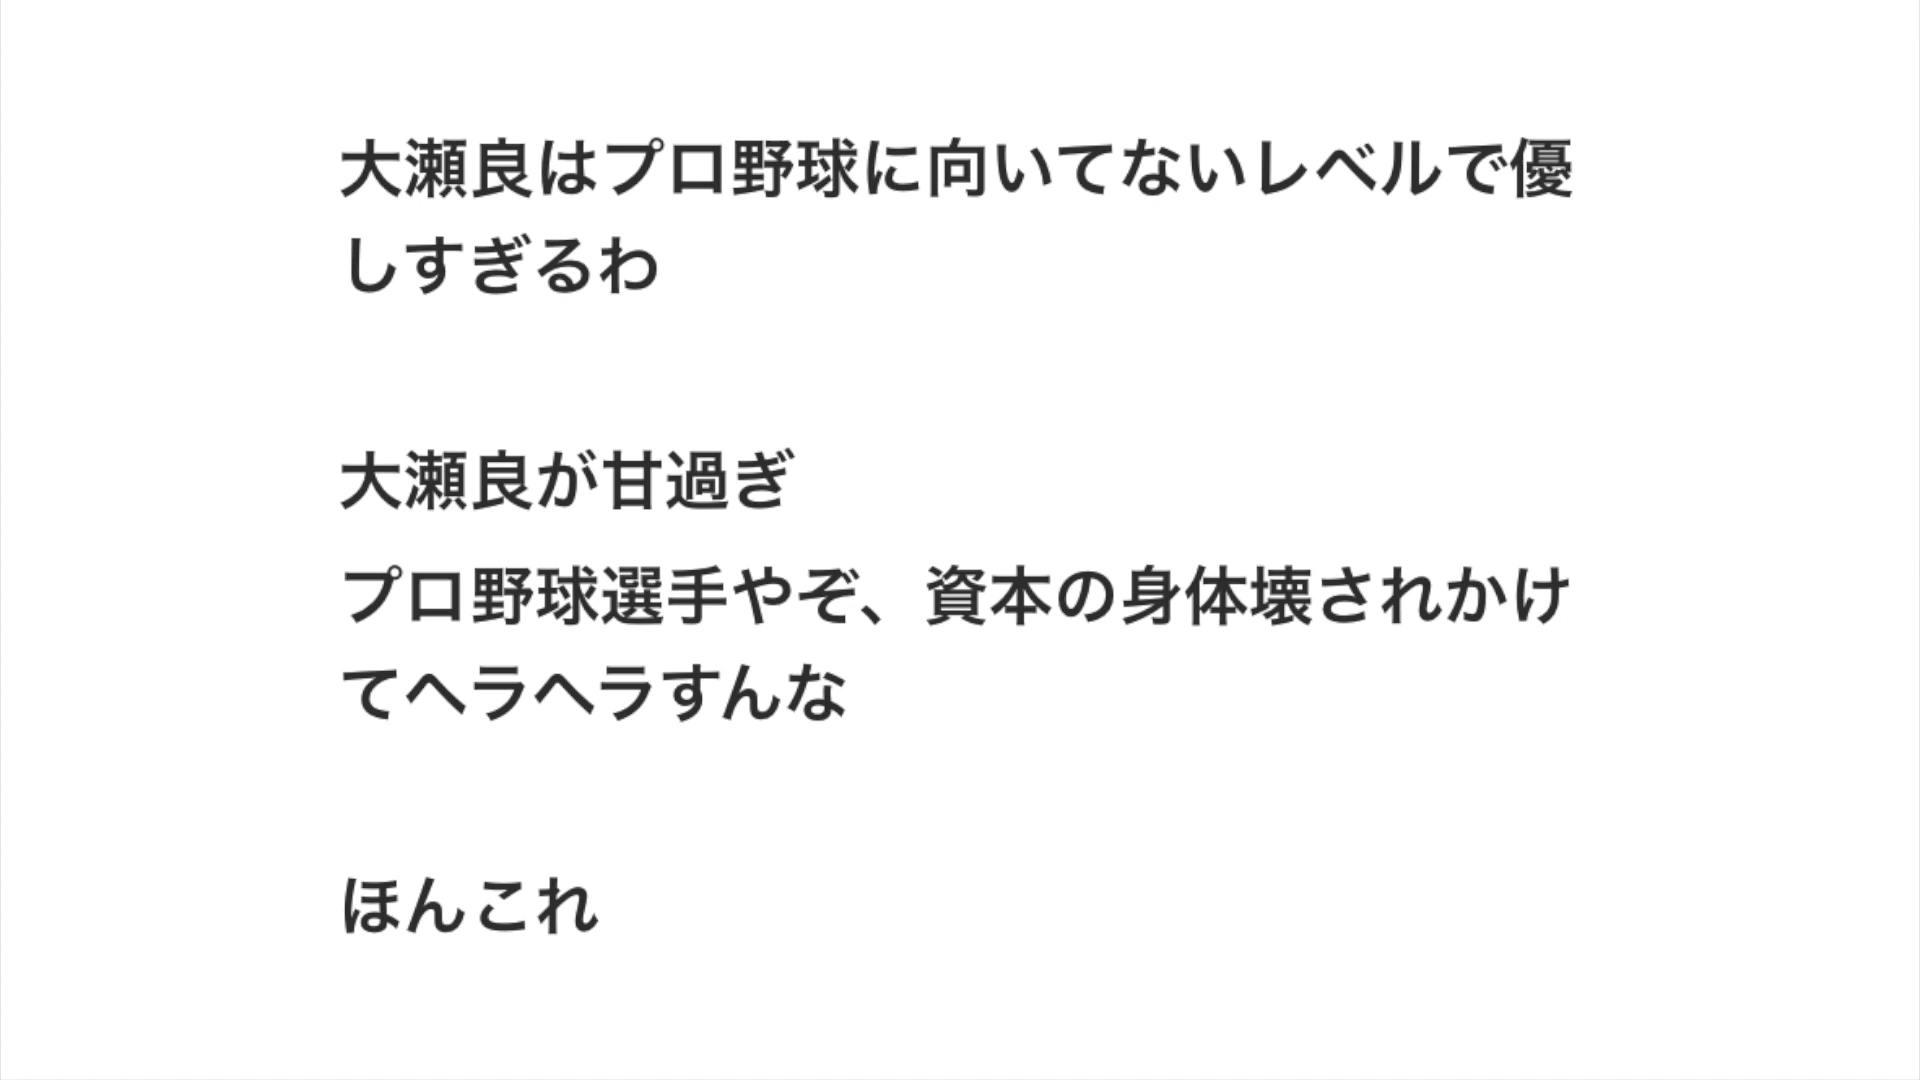 大瀬良はプロ野球に向いてないレベルで優
しすぎるわ
大瀬良が甘過ぎ
プロ野球選手やぞ、資本の身体壊されかけ
てヘラヘラすんな
ほんこれ